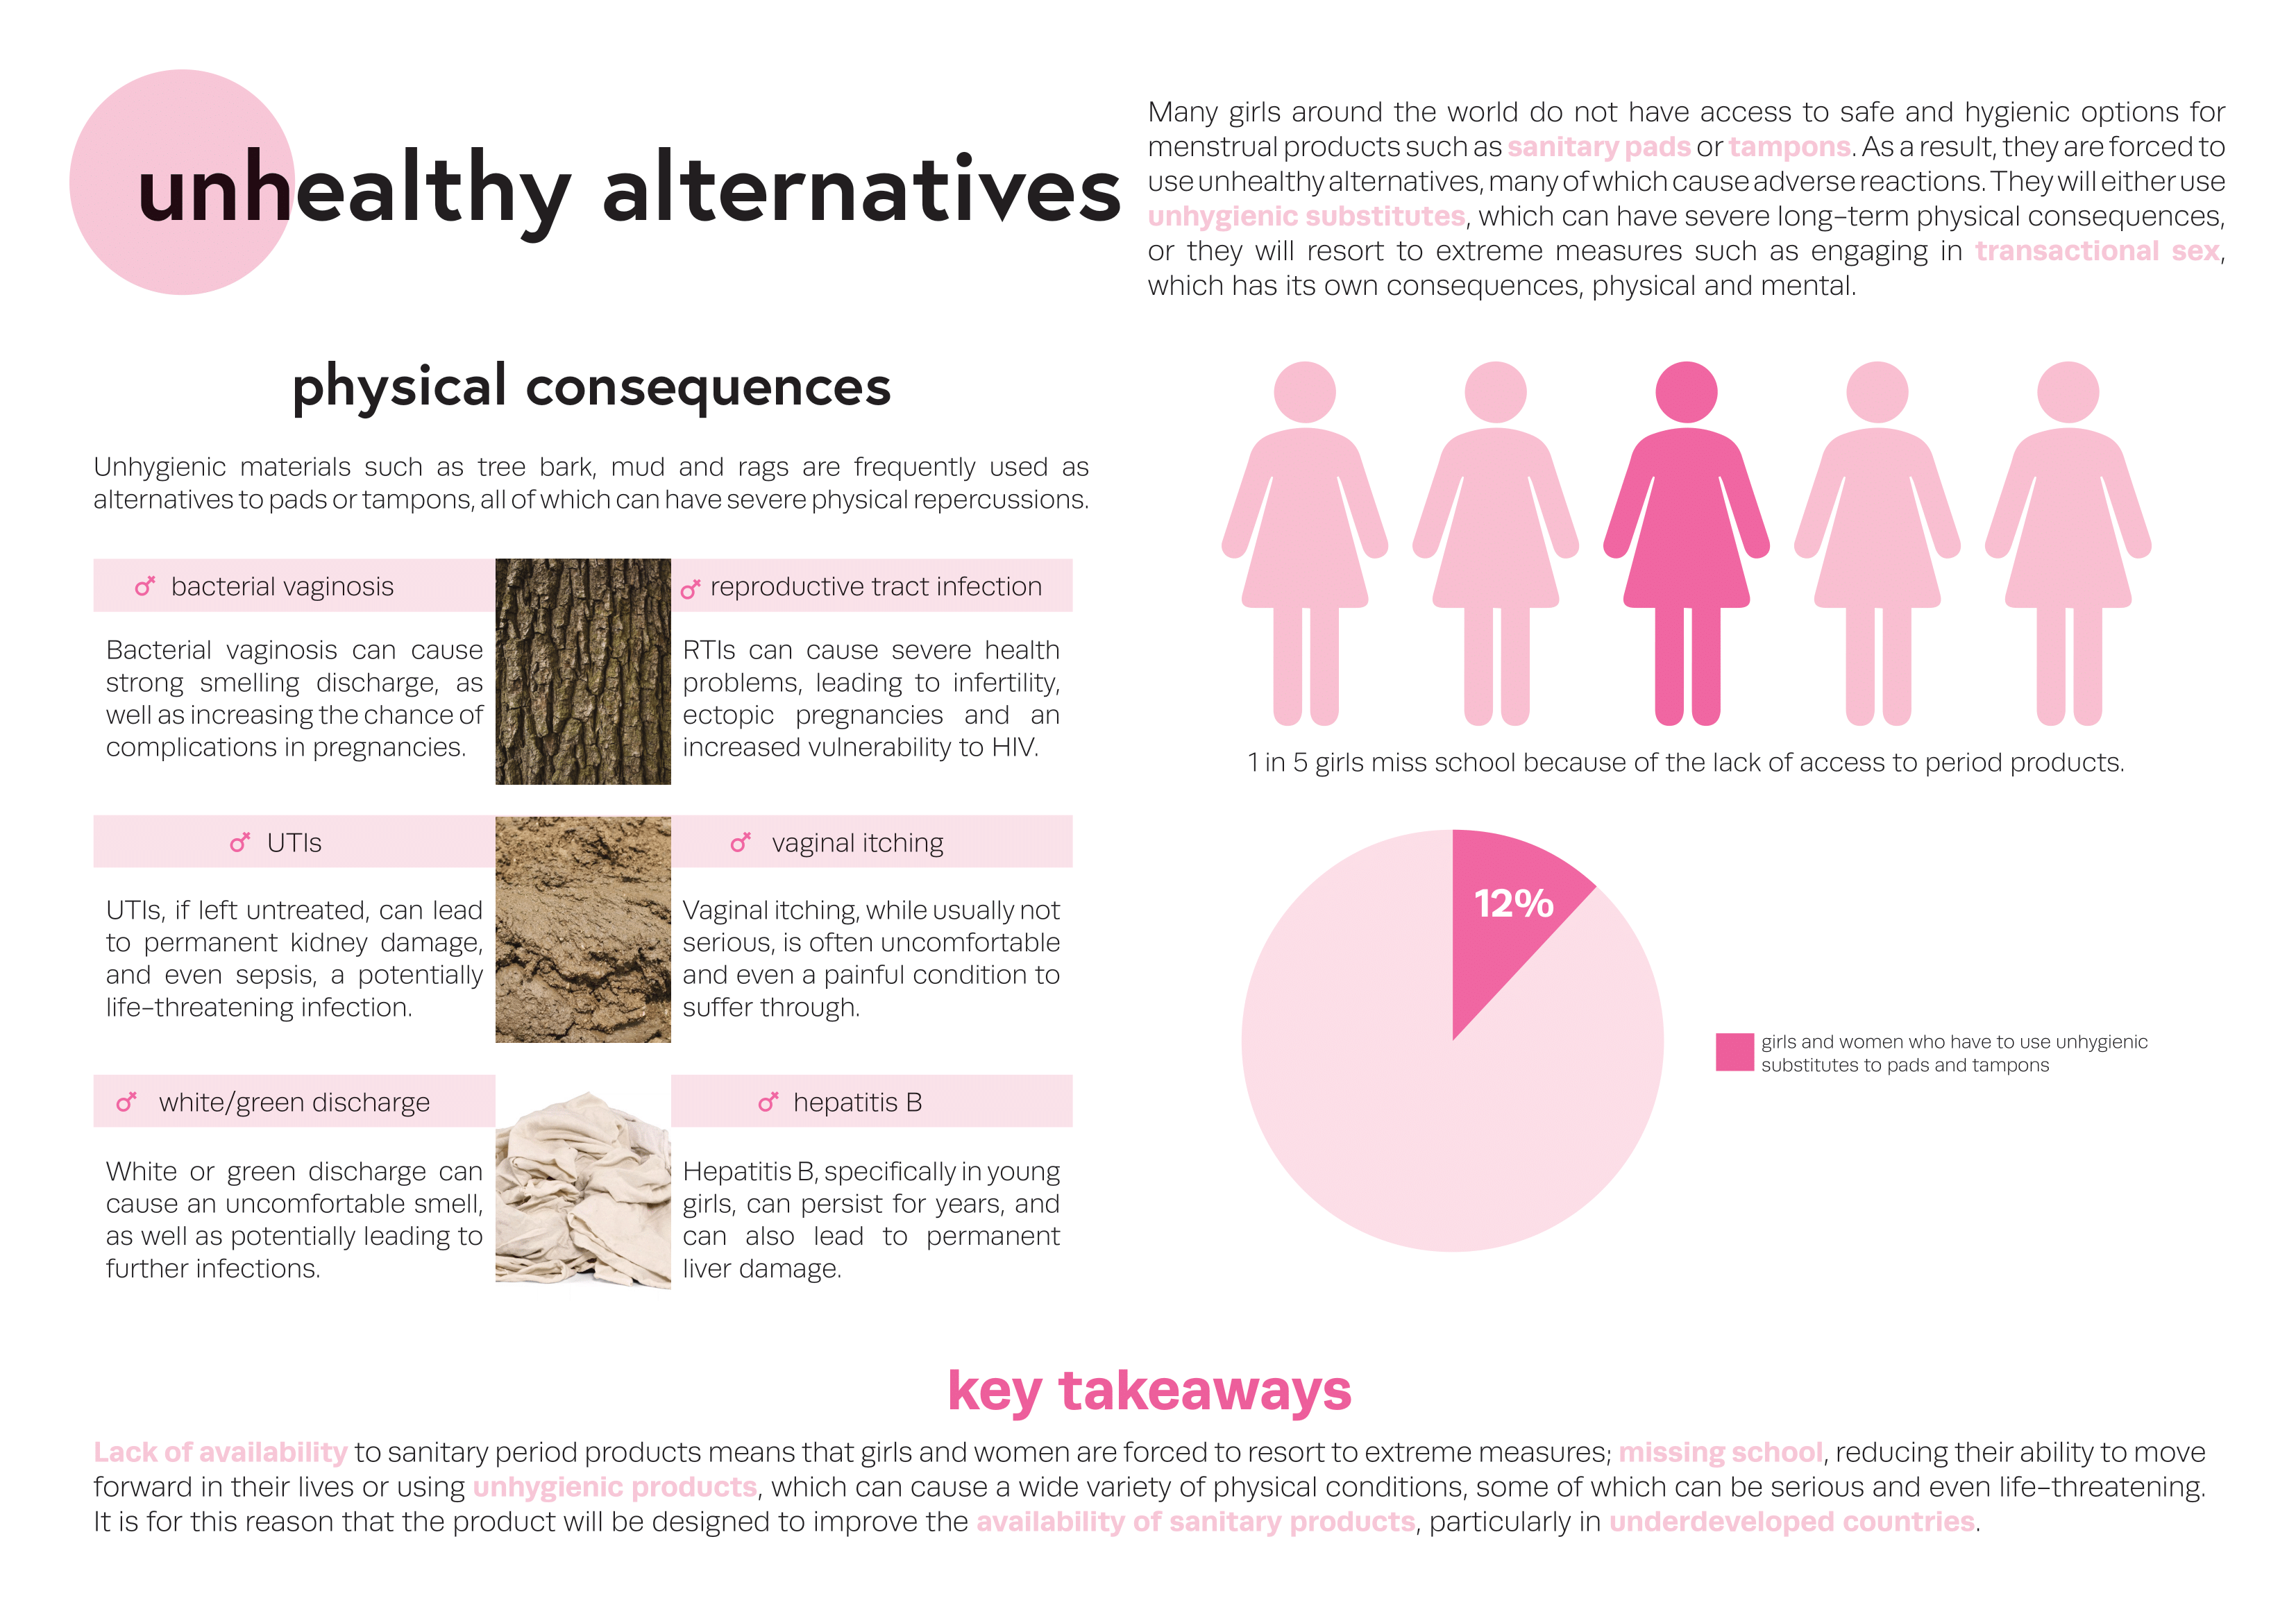 unhealthy alternatives
Many girls around the world do not have access to safe and hygienic options for
menstrual products such as sanitary pads or tampons. As a result, they are forced to
use unhealthy alternatives, many of which cause adverse reactions. They will either use
unhygienic substitutes, which can have severe long-term physical consequences,
or they will resort to extreme measures such as engaging in transactional sex,
which has its own consequences, physical and mental.
physical consequences
Unhygienic materials such as tree bark, mud and rags are frequently used as
alternatives to pads or tampons, all of which can have severe physical repercussions.
bacterial vaginosis
Bacterial vaginosis can cause
strong smelling discharge, as
well as increasing the chance of
complications in pregnancies.
reproductive tract infection
RTIs can cause severe health
problems, leading to infertility,
ectopic pregnancies and an
increased vulnerability to HIV.
UTIs
UTIs, if left untreated, can lead
to permanent kidney damage,
and even sepsis, a potentially
life-threatening infection.
vaginal itching
Vaginal itching, while usually not
serious, is often uncomfortable
and even a painful condition to
suffer through.
white/green discharge
White or green discharge can
cause an uncomfortable smell,
as well as potentially leading to
further infections.
hepatitis B
Hepatitis B, specifically in young
girls, can persist for years, and
can also lead to permanent
liver damage.
1 in 5 girls miss school because of the lack of access to period products.
12%
girls and women who have to use unhygienic
substitutes to pads and tampons
key takeaways
Lack of availability to sanitary period products means that girls and women are forced to resort to extreme measures; missing school, reducing their ability to move
forward in their lives or using unhygienic products, which can cause a wide variety of physical conditions, some of which can be serious and even life-threatening.
It is for this reason that the product will be designed to improve the availability of sanitary products, particularly in underdeveloped countries.